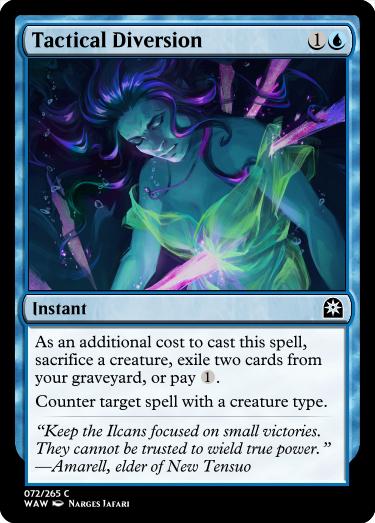 Tactical Diversion 1
Instant
As an additional cost to cast this spell,
sacrifice a creature, exile two cards from
your graveyard, or pay 1.
Counter target spell with a creature type.
“Keep the Ilcans focused on small victories.
They cannot be trusted to wield true power.”
—Amarell, elder of New Tensuo
072/265 C
WAW Narges Jafari